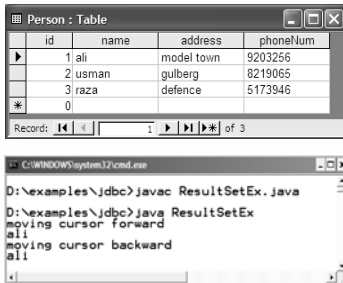 Person : Table
id name address phoneNum
1 ali model town 9203256
2 usman gulberg 8219065
3 raza defence 5173946
0
Record: 1 of 3
C:\WINDOWS\system32\cmd.exe
D:\examples\jdbc>javac ResultSetEx.java
D:\examples\jdbc>java ResultSetEx
moving cursor forward
ali
moving cursor backward
ali